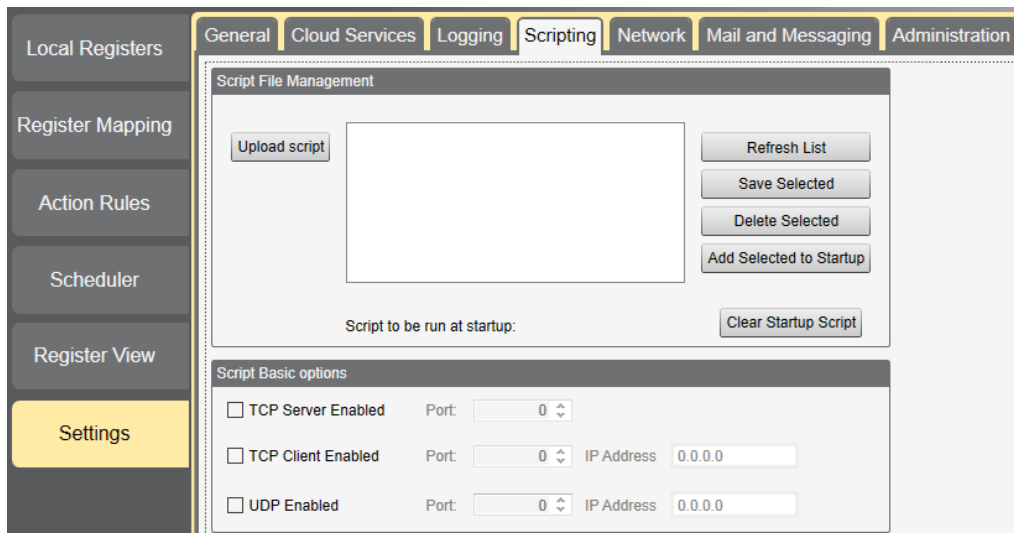 Local Registers
Register Mapping
Action Rules
Scheduler
Register View
Settings
General Cloud Services Logging Scripting Network Mail and Messaging Administration
Script File Management
Upload script
Refresh List
Save Selected
Delete Selected
Add Selected to Startup
Script to be run at startup:
Clear Startup Script
Script Basic options
TCP Server Enabled Port: 0
TCP Client Enabled Port: 0 IP Address 0.0.0.0
UDP Enabled Port: 0 IP Address 0.0.0.0